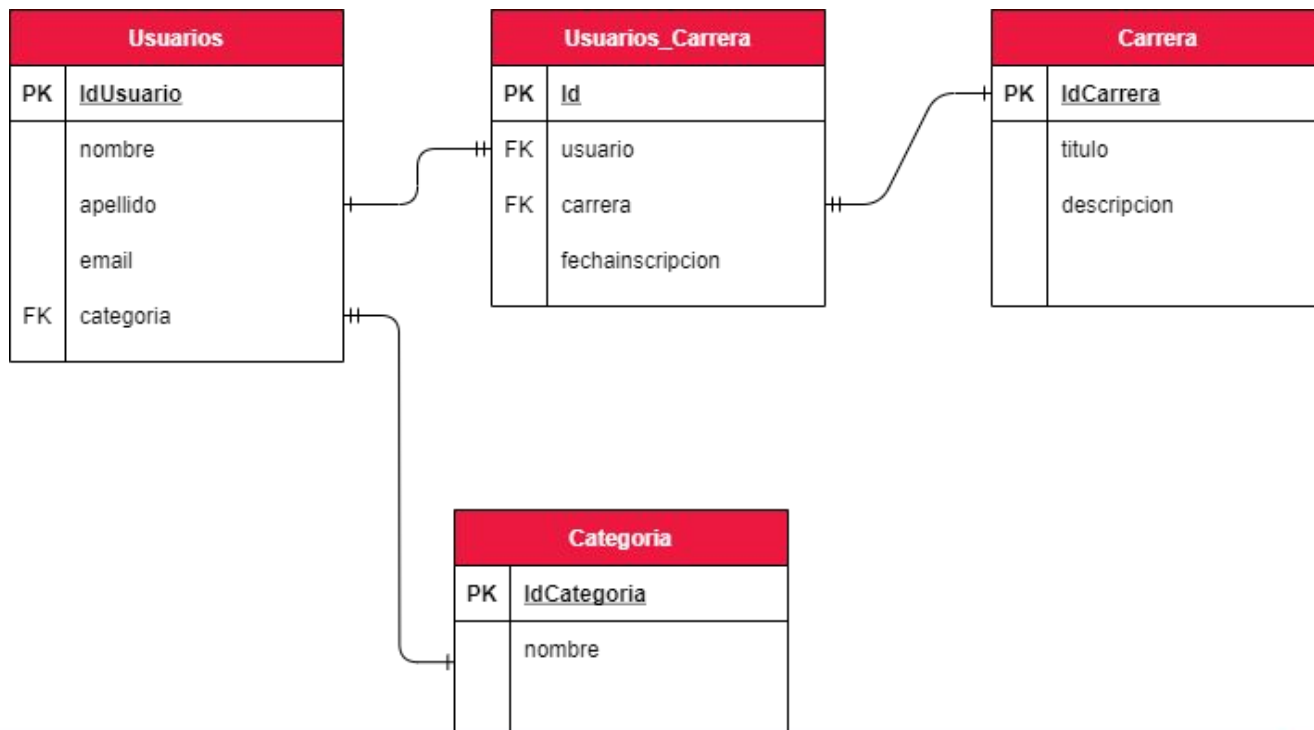 Usuarios
PK IdUsuario
nombre
apellido
email
FK categoria
Usuarios_Carrera
PK Id
FK usuario
FK carrera
fechainscripcion
Carrera
PK IdCarrera
titulo
descripcion
Categoria
PK IdCategoria
nombre